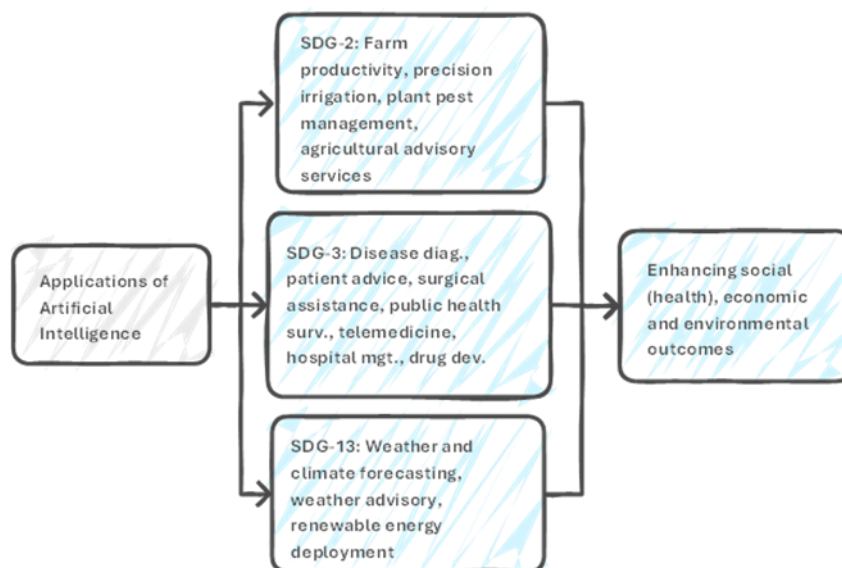 SDG-2: Farm
productivity, precision
irrigation, plant pest
management,
agricultural advisory
services
Applications of
Artificial
Intelligence
SDG-3: Disease diag.,
patient advice, surgical
assistance, public health
surv., telemedicine,
hospital mgt., drug dev.
Enhancing social
(health), economic
and environmental
outcomes
SDG-13: Weather and
climate forecasting,
weather advisory,
renewable energy
deployment